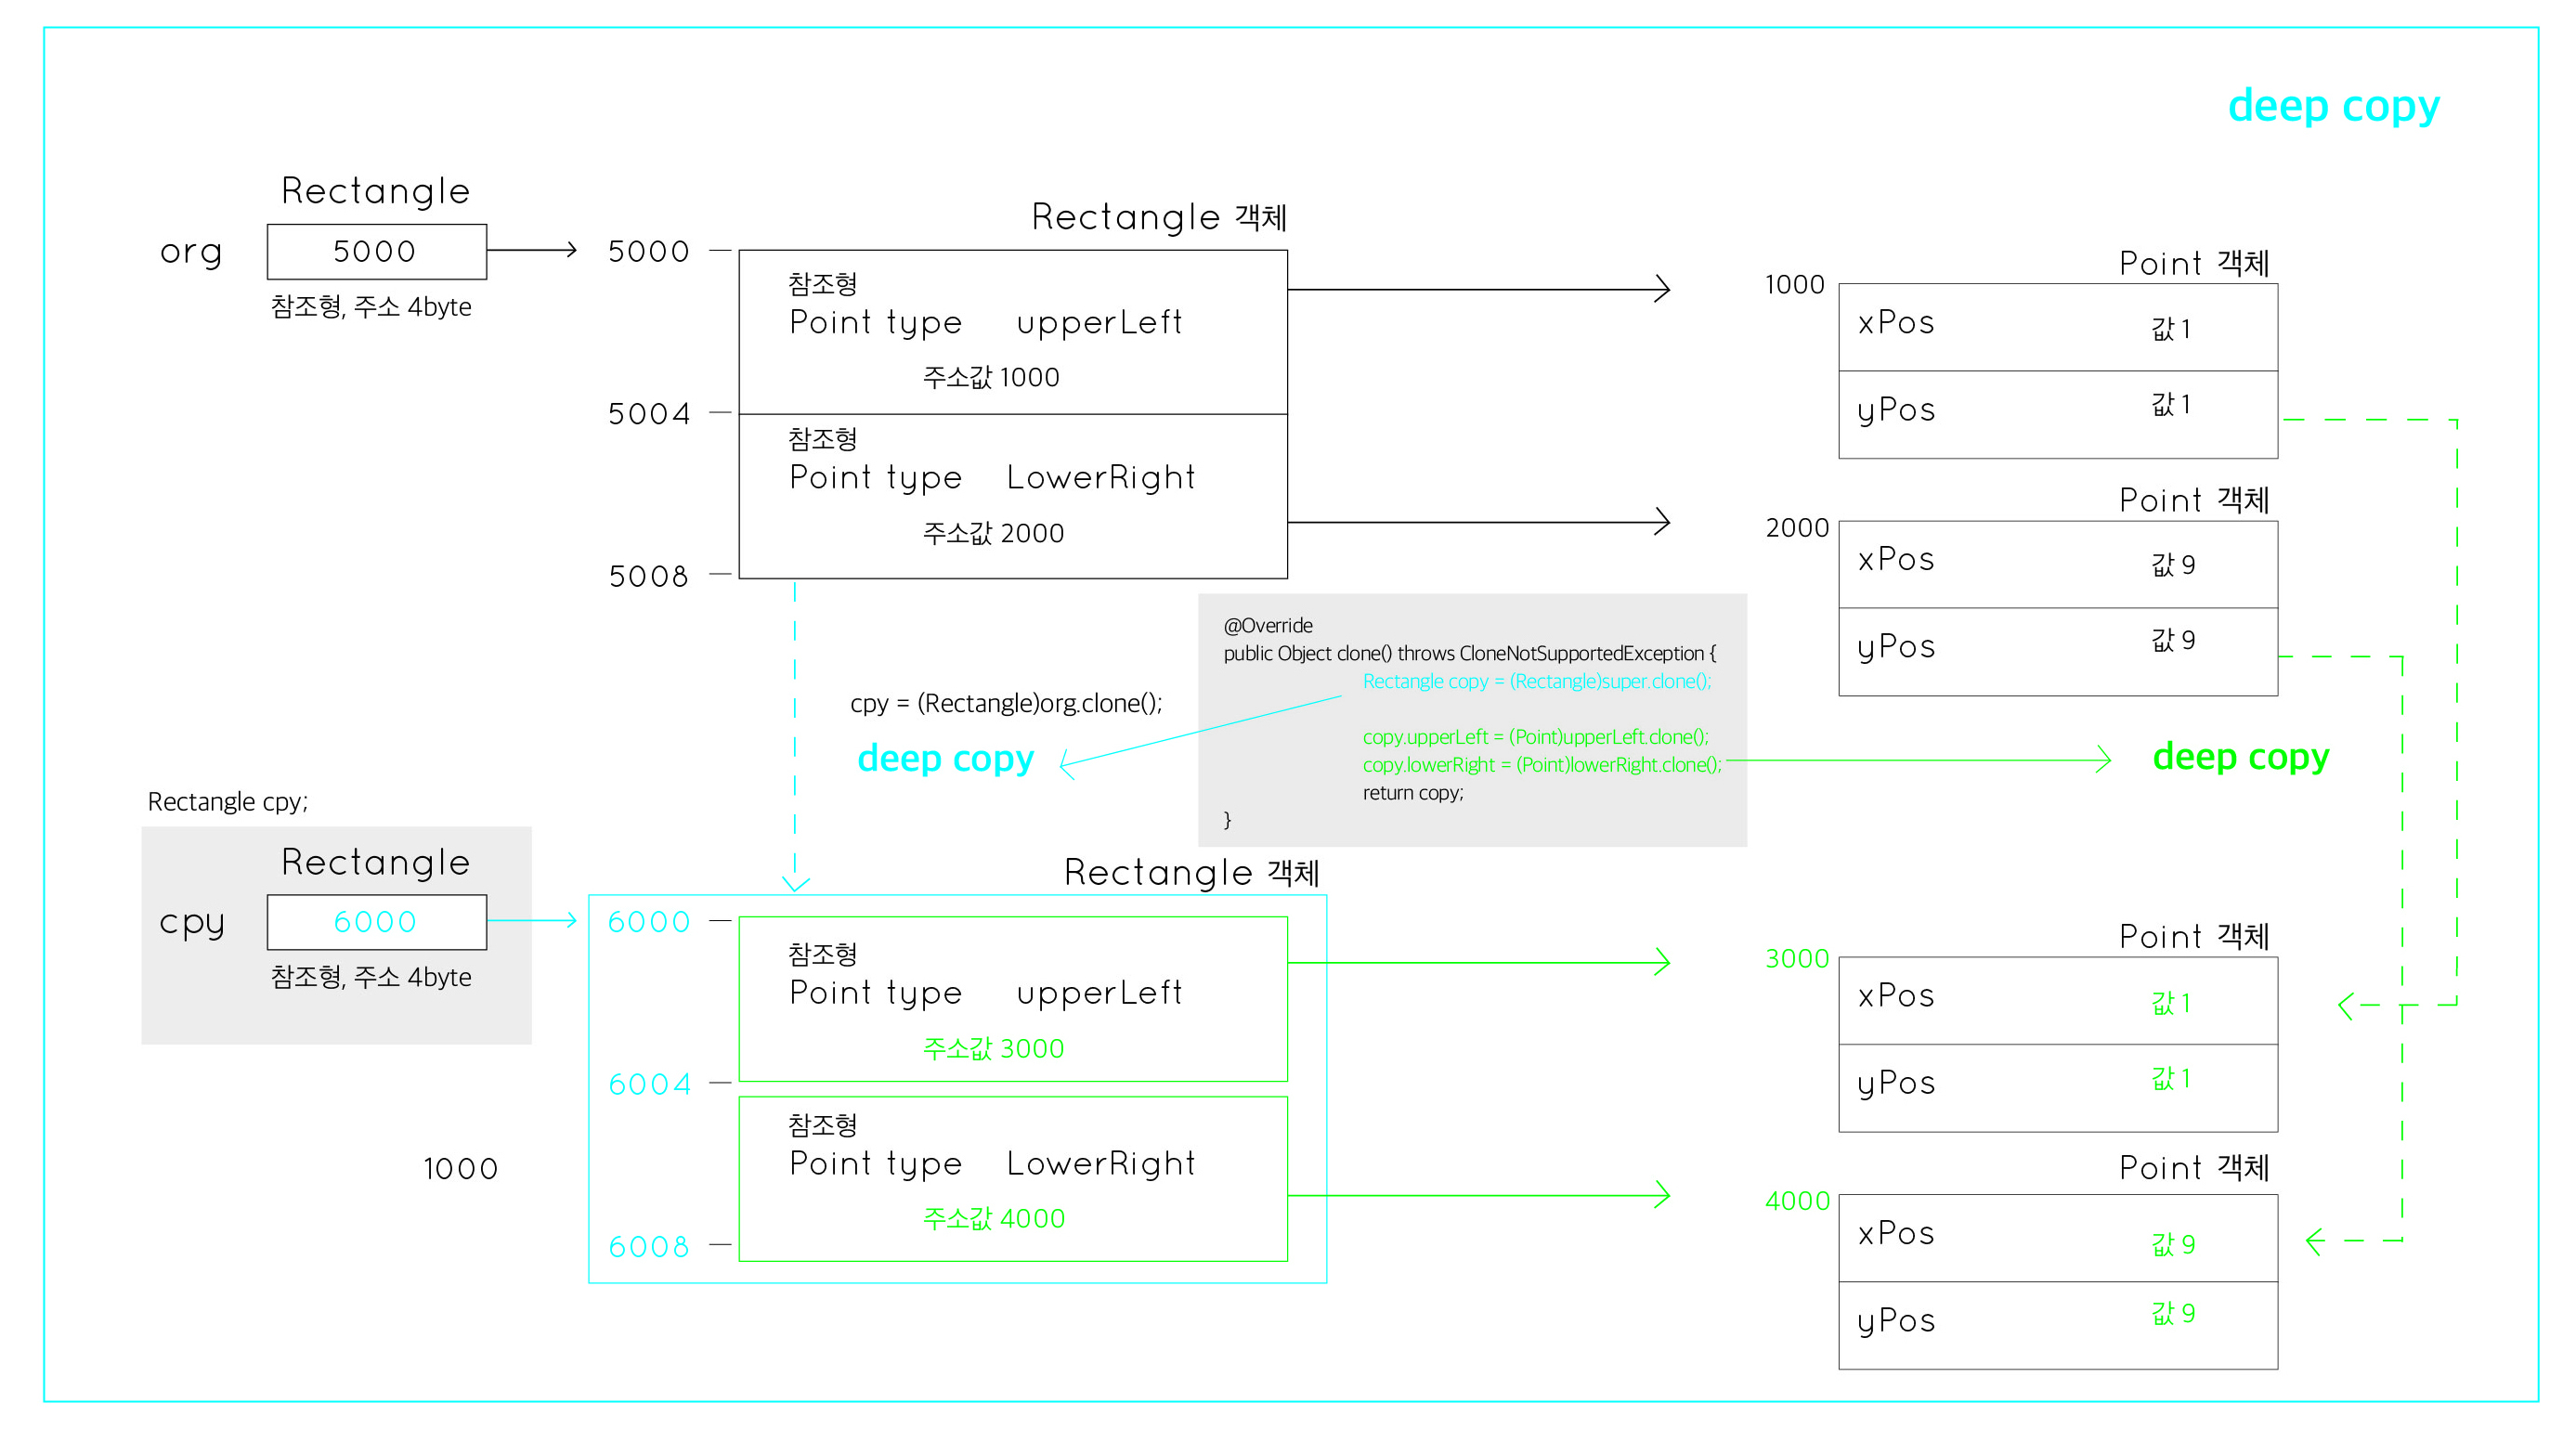 deep copy
Rectangle
org
5000
참조형, 주소 4byte
Rectangle 객체
5000
참조형
Point type upperLeft
주소값 1000
5004
참조형
Point type LowerRight
주소값 2000
5008
Point 객체
1000
xPos 값 1
yPos 값 1
Point 객체
2000
xPos 값 9
yPos 값 9
@Override
public Object clone() throws CloneNotSupportedException {
Rectangle copy = (Rectangle)super.clone();
copy.upperLeft = (Point)upperLeft.clone();
copy.lowerRight = (Point)lowerRight.clone();
return copy;
}
cpy = (Rectangle)org.clone();
deep copy
deep copy
Rectangle cpy;
Rectangle
cpy
6000
참조형, 주소 4byte
1000
Rectangle 객체
6000
참조형
Point type upperLeft
주소값 3000
6004
참조형
Point type LowerRight
주소값 4000
6008
Point 객체
3000
xPos 값 1
yPos 값 1
Point 객체
4000
xPos 값 9
yPos 값 9